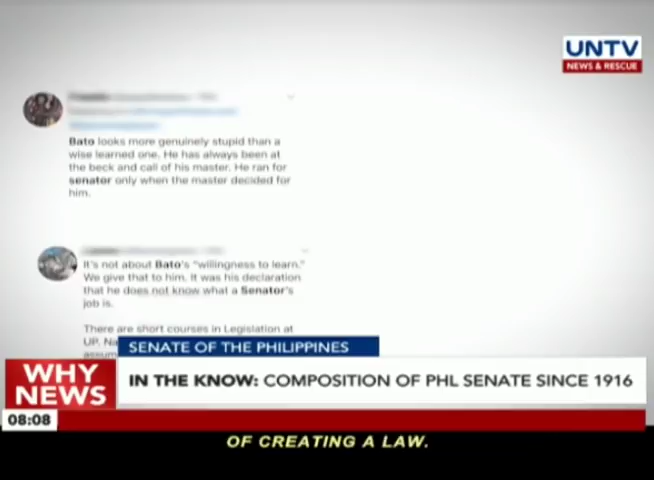 UNTV
NEWS & RESCUE
Bato looks more genuinely stupid than a
wise learned one. He has always been at
the beck and call of his master. He ran for
senator only when the master decided for
him.
It's not about Bato's "willingness to learn."
We give that to him. It was his declaration
that he does not know what a Senator's
job is.
There are short courses in Legislation at
UP.
SENATE OF THE PHILIPPINES
WHY
NEWS
IN THE KNOW: COMPOSITION OF PHL SENATE SINCE 1916
08:08
OF CREATING A LAW.